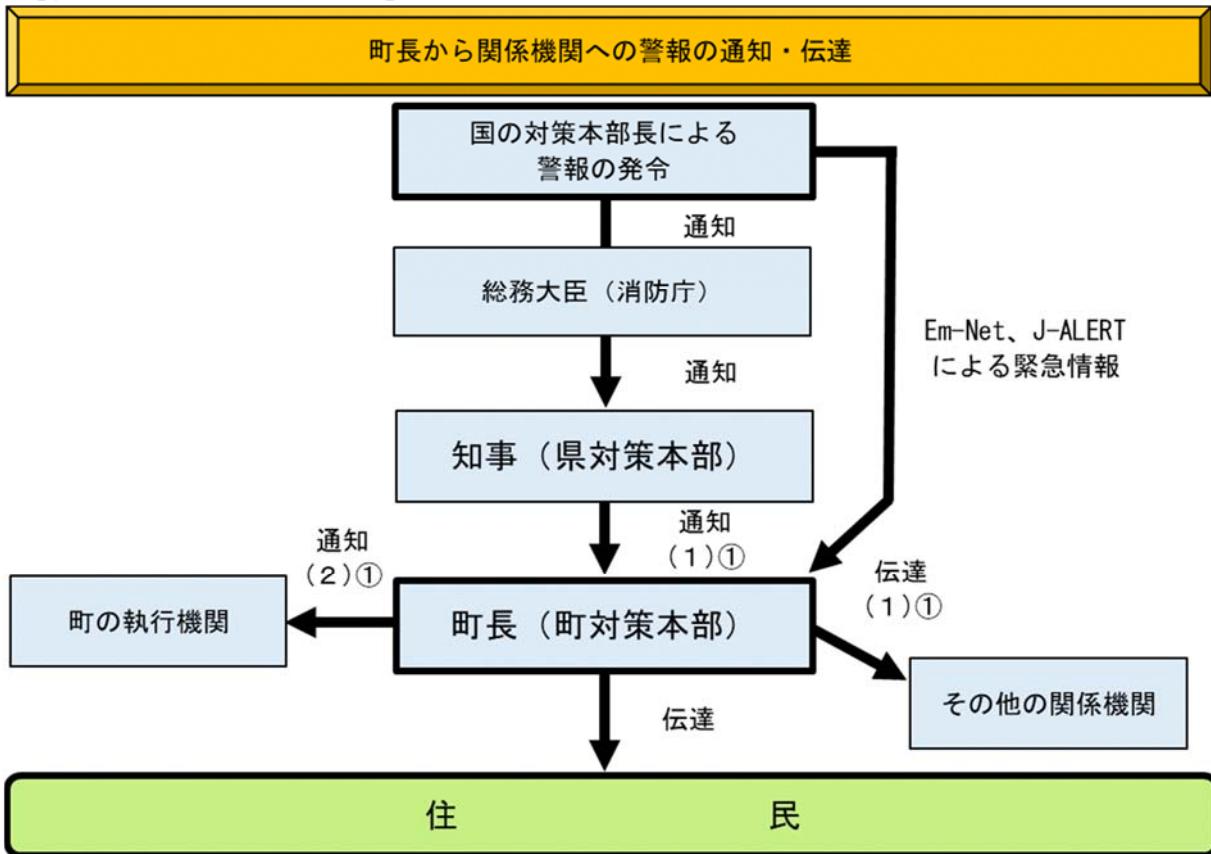 町長から関係機関への警報の通知・伝達
国の対策本部長による
警報の発令
通知
総務大臣（消防庁）
通知
Em-Net、J-ALERT
による緊急情報
知事（県対策本部）
通知
（１）①
通知
（２）①
伝達
（１）①
町の執行機関
町長（町対策本部）
その他の関係機関
伝達
住　民